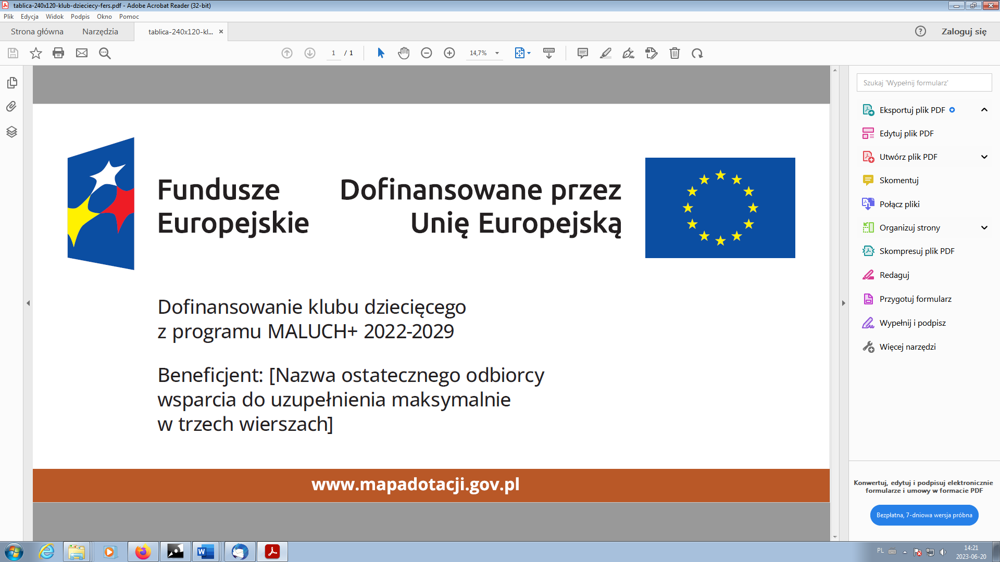 tablica-240x120-klub-dzieciecy-fers.pdf - Adobe Acrobat Reader (32-bit)
Plik Edycja Widok Podpis Okno Pomoc
Strona główna Narzędzia tablica-240x120-kl... Zaloguj się
1 / 1 14,7%
Szukaj 'Wypełnij formularz'
Eksportuj plik PDF
Edytuj plik PDF
Utwórz plik PDF
Skomentuj
Połącz pliki
Organizuj strony
Skompresuj plik PDF
Redaguj
Przygotuj formularz
Wypełnij i podpisz
Więcej narzędzi
Fundusze
Europejskie
Dofinansowane przez
Unię Europejską
Dofinansowanie klubu dziecięcego
z programu MALUCH+ 2022-2029
Beneficjent: [Nazwa ostatecznego odbiorcy
wsparcia do uzupełnienia maksymalnie
w trzech wierszach]
www.mapadotacji.gov.pl
Konwertuj, edytuj i podpisuj elektronicznie
formularze i umowy w formacie PDF
Bezpłatna, 7-dniowa wersja próbna
PL
14:21
2023-06-20